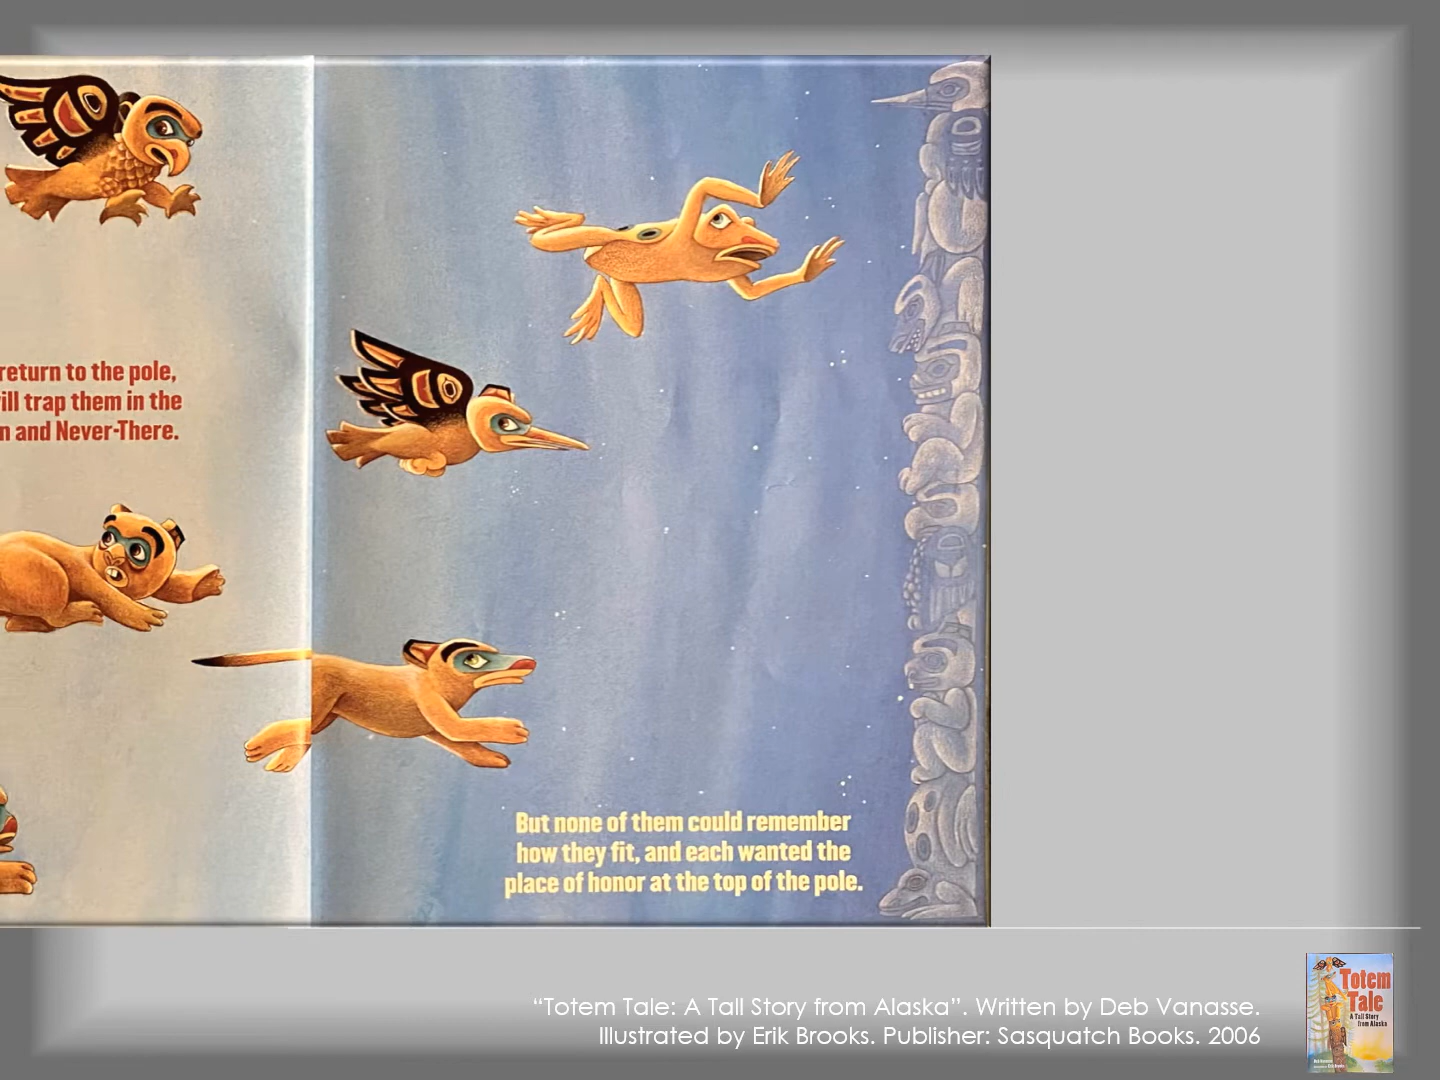 return to the pole,
ill trap them in the
n and Never-There.
But none of them could remember
how they fit, and each wanted the
place of honor at the top of the pole.
“Totem Tale: A Tall Story from Alaska”. Written by Deb Vanasse.
Illustrated by Erik Brooks. Publisher: Sasquatch Books. 2006
Totem
Tale
A Tall Story
from Alaska